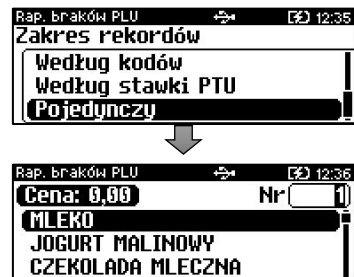 Rap. braków PLU 12:35
Zakres rekordów
Według kodów
Według stawki PTU
Pojedynczy
Rap. braków PLU 12:36
Cena: 0,00 Nr 1
MLEKO
JOGURT MALINOWY
CZEKOLADA MLECZNA